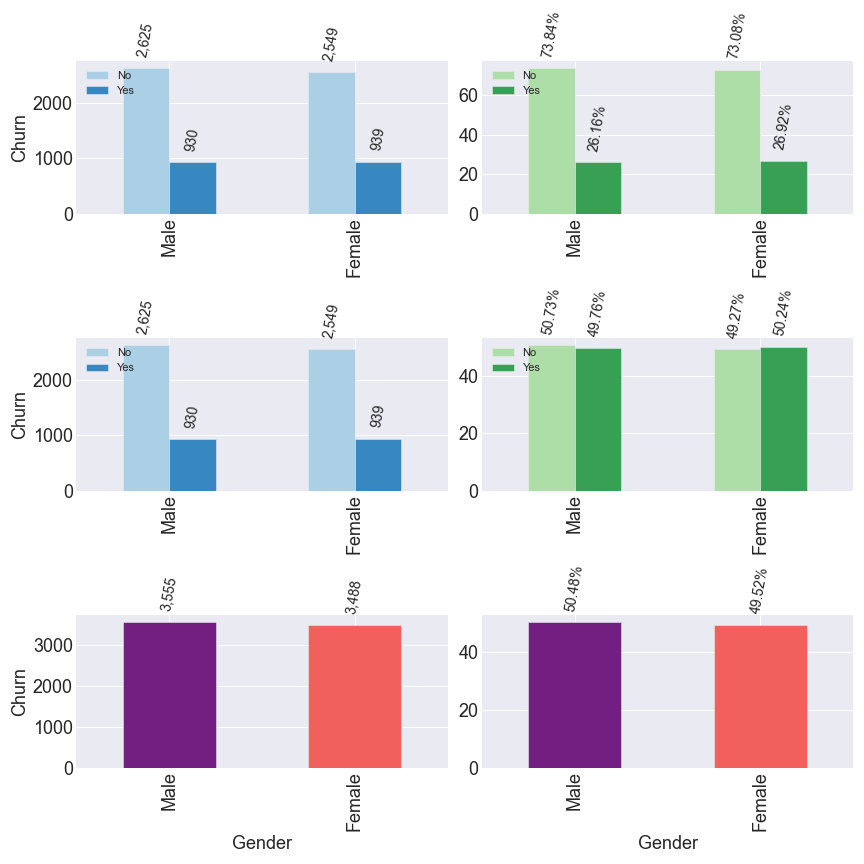 2,625
2,549
73.84%
73.08%
No
Yes
930
939
2000
1000
0
Churn
Male
Female
No
Yes
26.16%
26.92%
60
40
20
0
Male
Female
2,625
2,549
50.73%
49.76%
49.27%
50.24%
No
Yes
930
939
2000
1000
0
Churn
Male
Female
No
Yes
40
20
0
Male
Female
3,555
3,488
50.48%
49.52%
3000
2000
1000
0
Churn
Male
Female
Gender
40
20
0
Male
Female
Gender